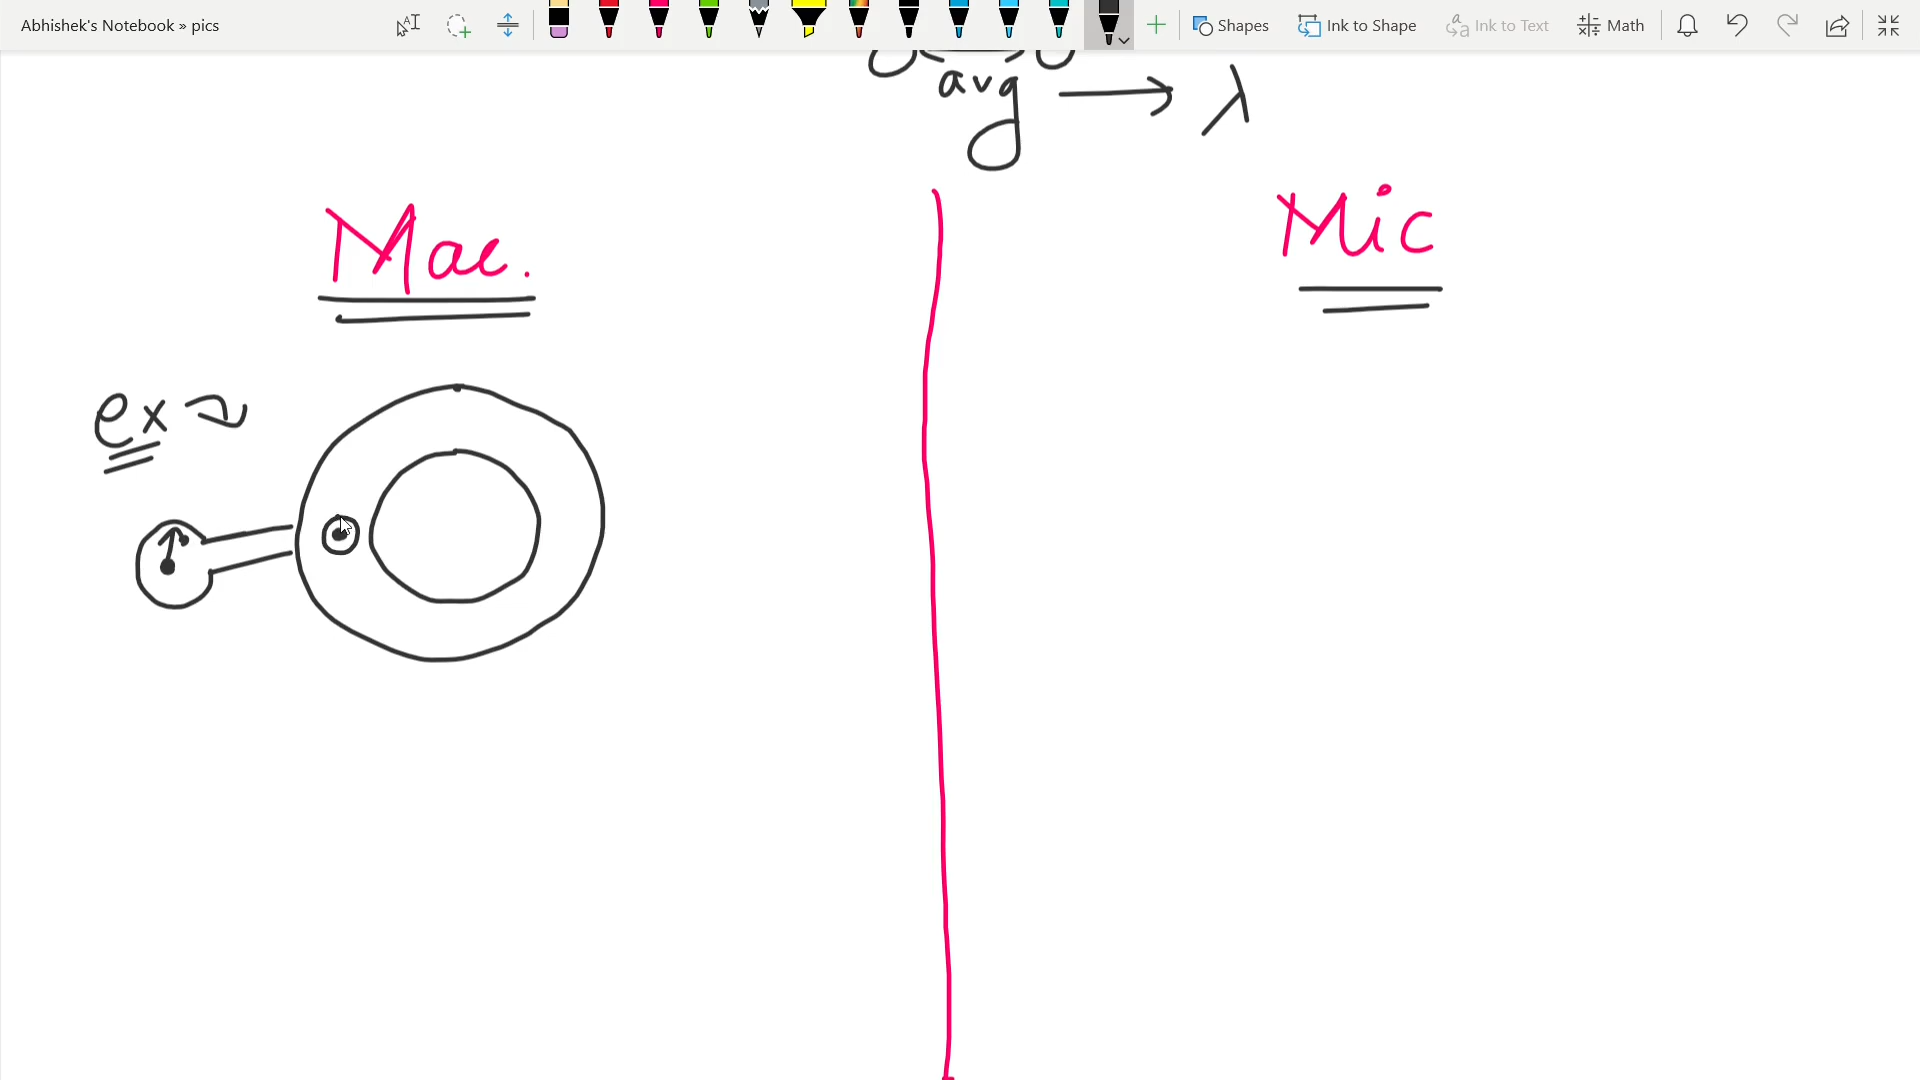 Abhishek's Notebook » pics
Shapes
Ink to Shape
Ink to Text
Math
avg → λ
Mac.
Mic
ex